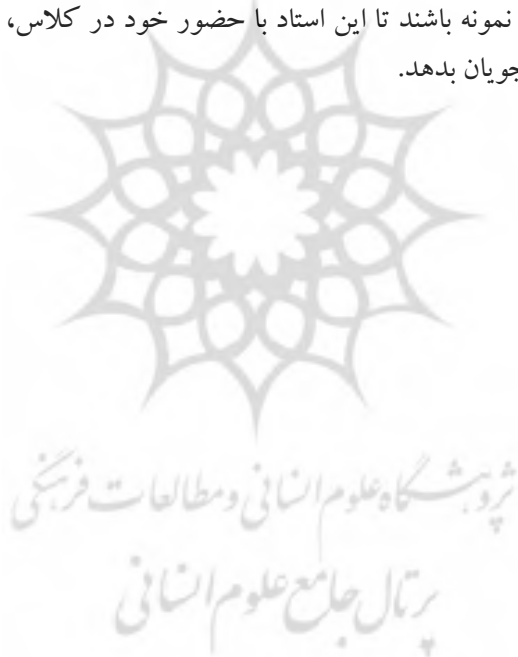 نمونه باشند تا این استاد با حضور خود در کلاس،
جویان بدهد.
پژوهشگاه علوم انسانی و مطالعات فرهنگی
پرتال جامع علوم انسانی